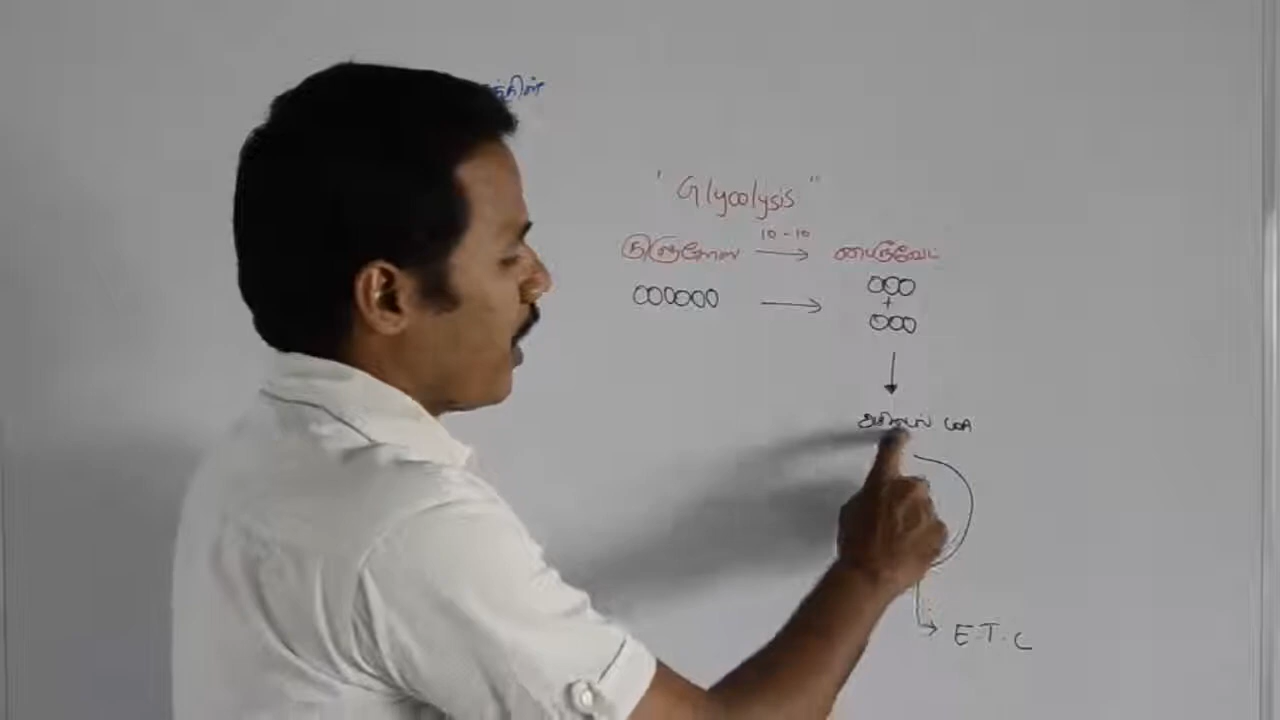 "Glycolysis"
குளுகோஸ் 10-10 பைருவேட்
+
அசிடைல் COA
E.T.C